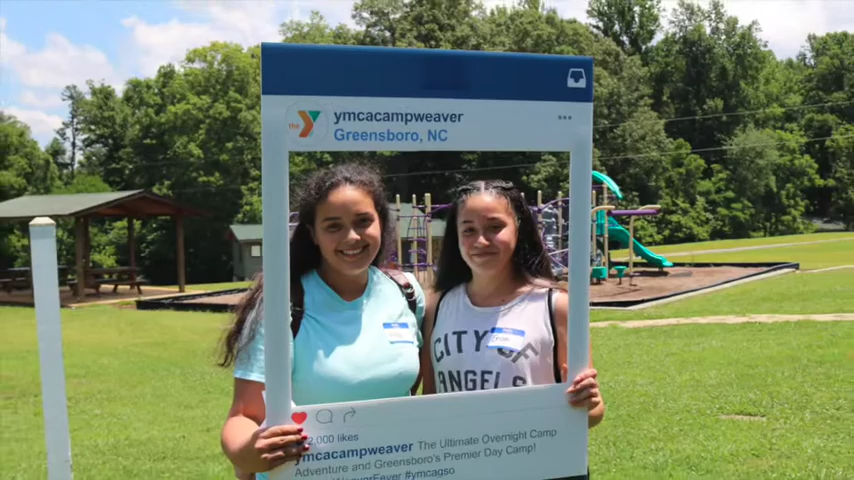 ymcacampweaver
Greensboro, NC
the
CITY OF
ANGELS
2,000 likes
ymcacampweaver The Ultimate Overnight Camp
Adventure and Greensboro's Premier Day Camp!
#ymcagso